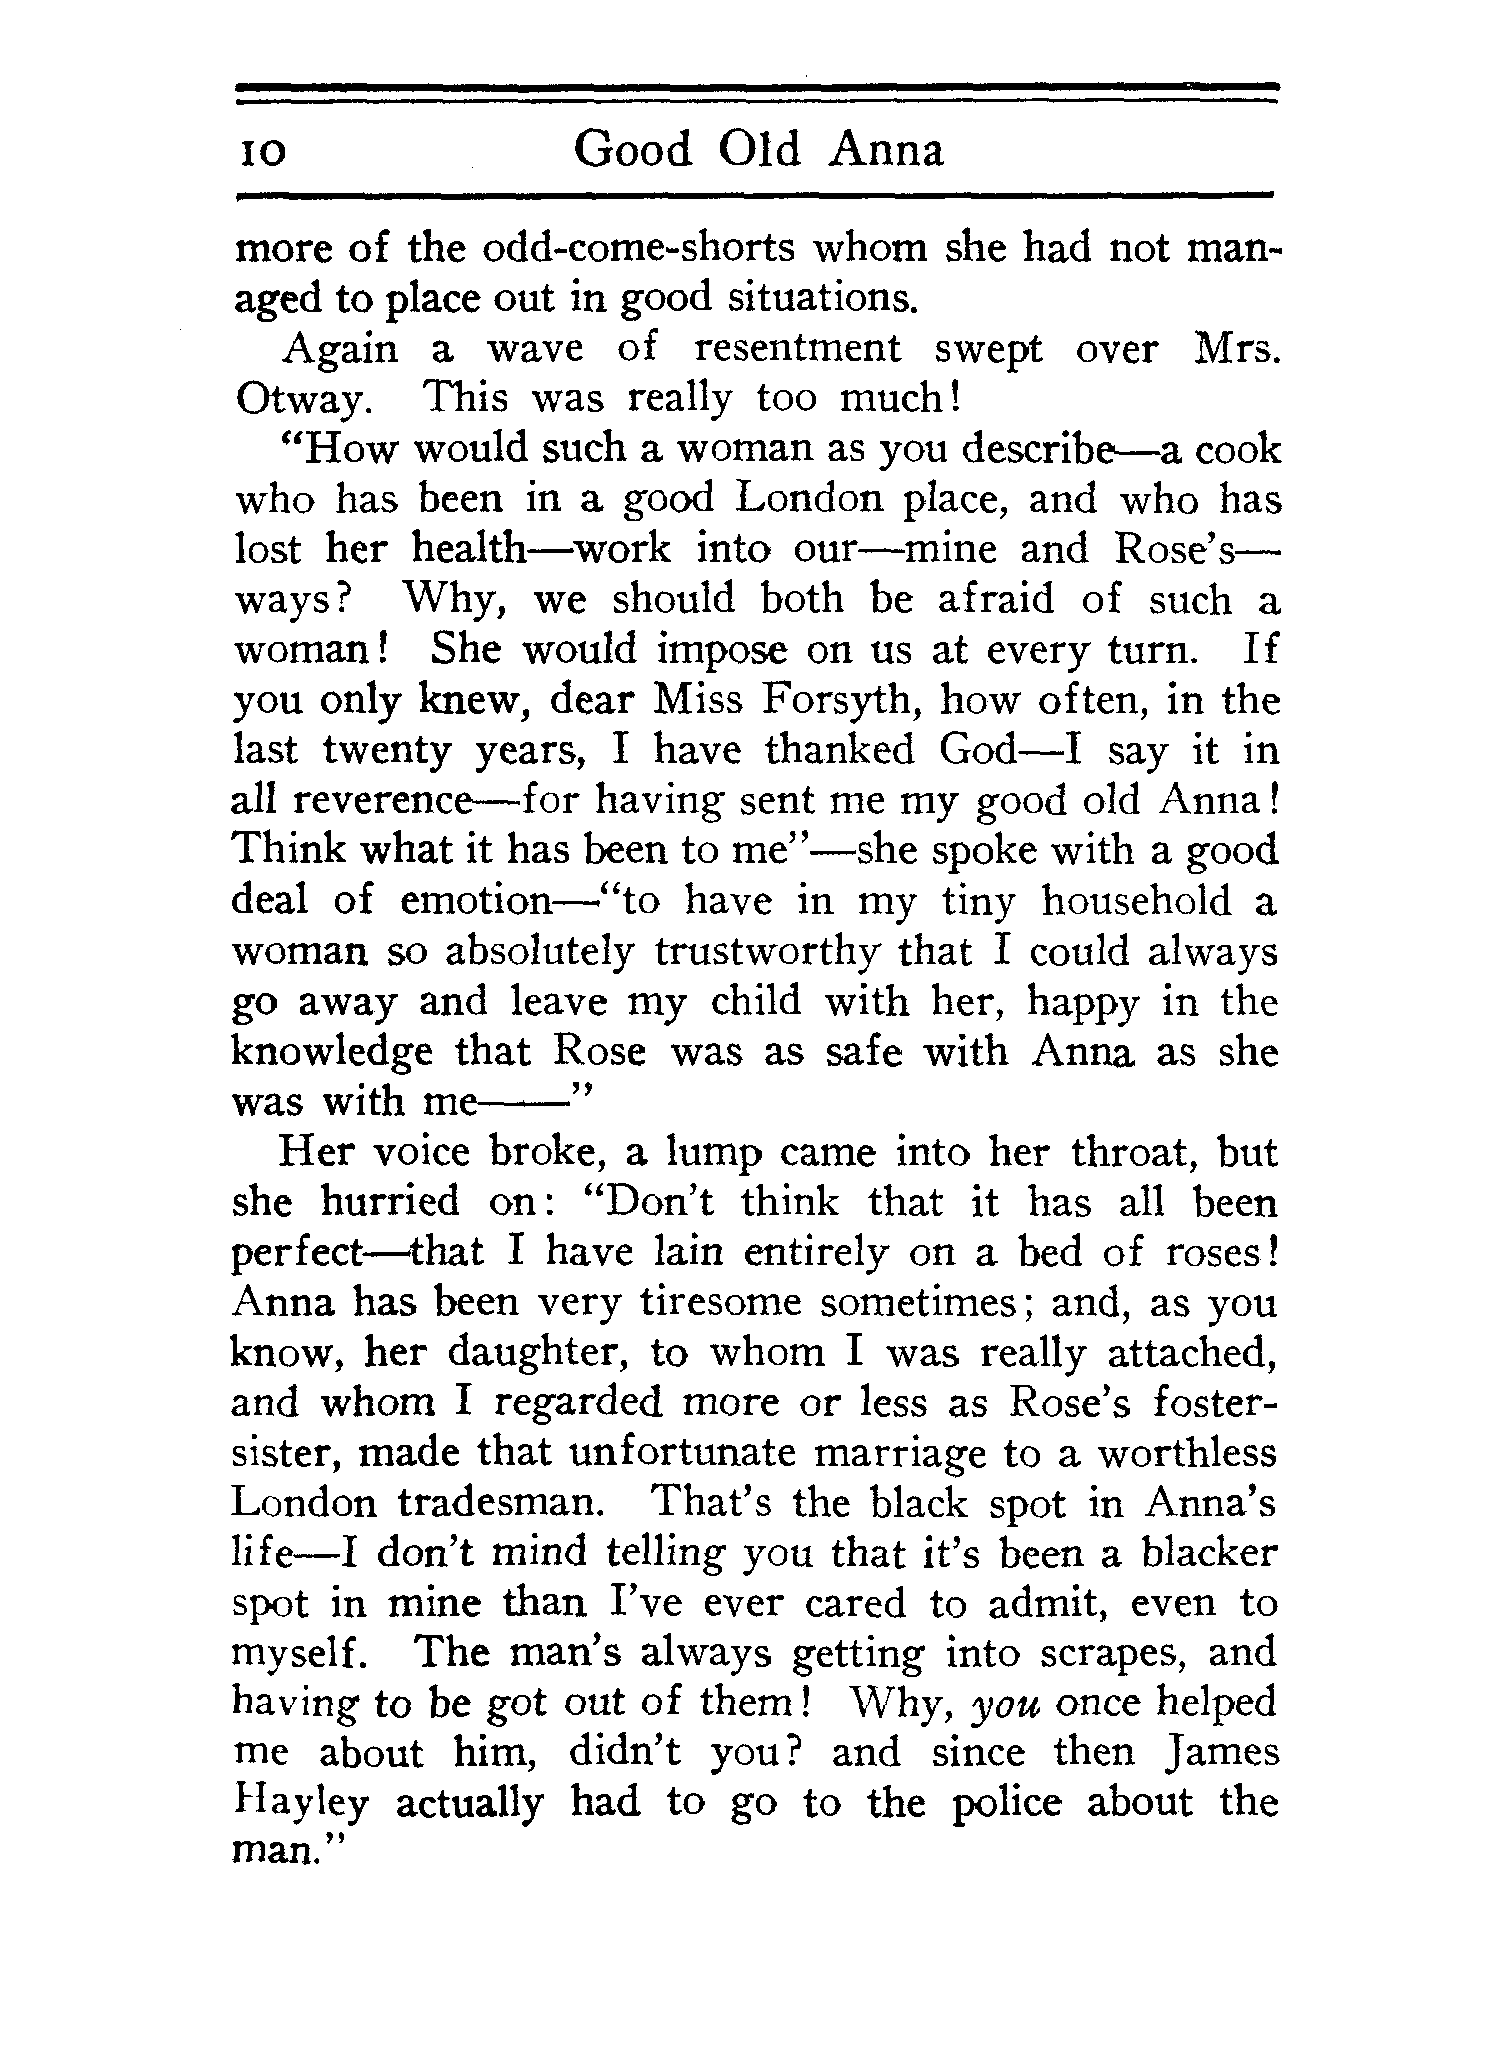 10 Good Old Anna
more of the odd-come-shorts whom she had not man-
aged to place out in good situations.
Again a wave of resentment swept over Mrs.
Otway. This was really too much!
“How would such a woman as you describe—a cook
who has been in a good London place, and who has
lost her health—work into our—mine and Rose’s—
ways? Why, we should both be afraid of such a
woman! She would impose on us at every turn. If
you only knew, dear Miss Forsyth, how often, in the
last twenty years, I have thanked God—I say it in
all reverence—for having sent me my good old Anna!
Think what it has been to me”—she spoke with a good
deal of emotion—“to have in my tiny household a
woman so absolutely trustworthy that I could always
go away and leave my child with her, happy in the
knowledge that Rose was as safe with Anna as she
was with me——”
Her voice broke, a lump came into her throat, but
she hurried on: “Don’t think that it has all been
perfect—that I have lain entirely on a bed of roses!
Anna has been very tiresome sometimes; and, as you
know, her daughter, to whom I was really attached,
and whom I regarded more or less as Rose’s foster-
sister, made that unfortunate marriage to a worthless
London tradesman. That’s the black spot in Anna’s
life—I don’t mind telling you that it’s been a blacker
spot in mine than I’ve ever cared to admit, even to
myself. The man’s always getting into scrapes, and
having to be got out of them! Why, you once helped
me about him, didn’t you? and since then James
Hayley actually had to go to the police about the
man.”